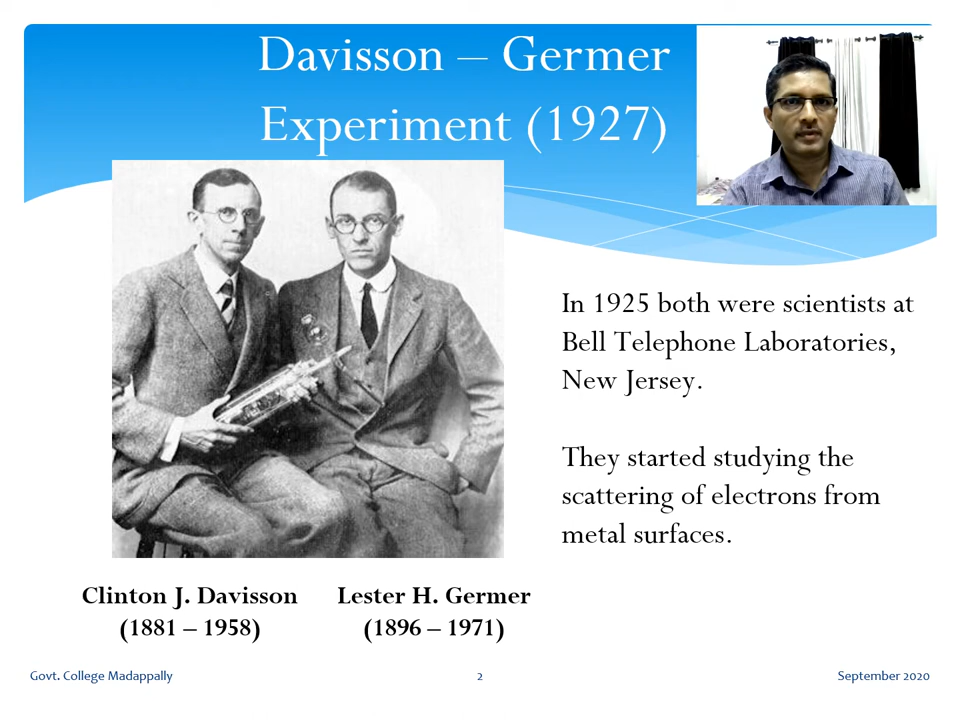 Davisson – Germer
Experiment (1927)
In 1925 both were scientists at
Bell Telephone Laboratories,
New Jersey.
They started studying the
scattering of electrons from
metal surfaces.
Clinton J. Davisson
(1881 – 1958)
Lester H. Germer
(1896 – 1971)
Govt. College Madappally
2
September 2020